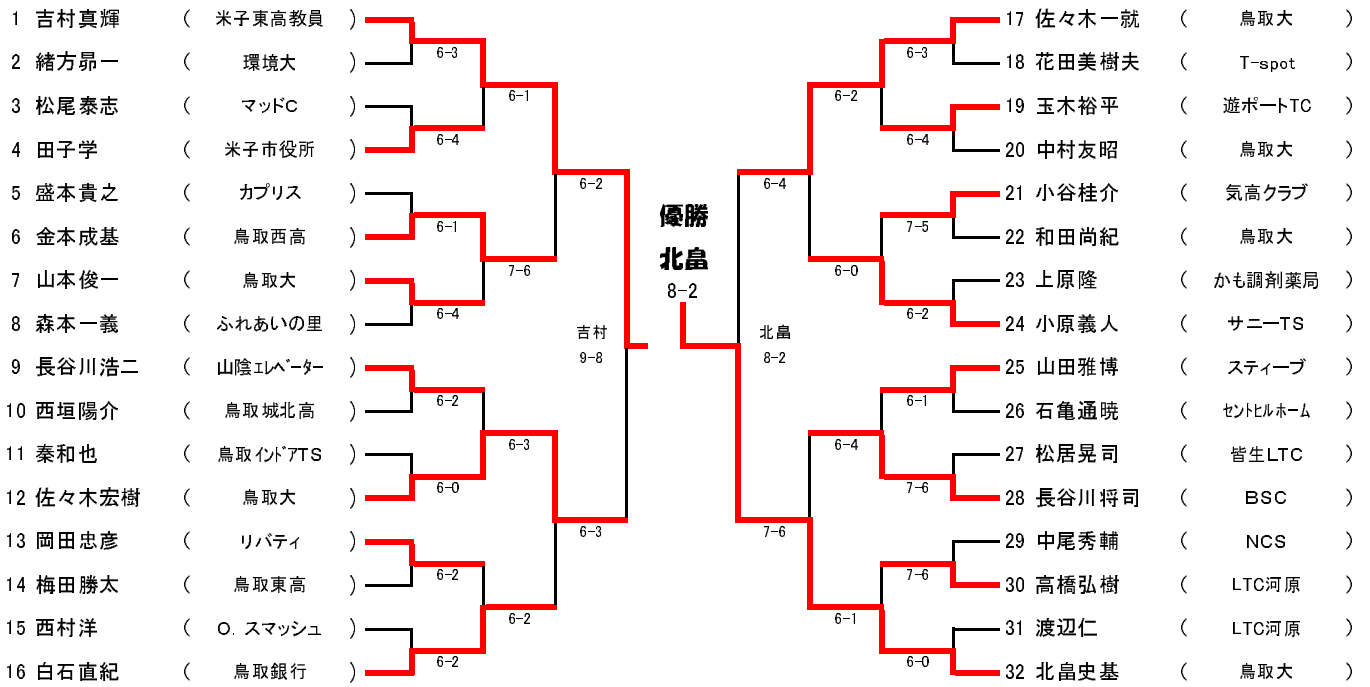 1 吉村真輝 ( 米子東高教員 )
2 緒方昴一 ( 環境大 )
3 松尾泰志 ( マッドC )
4 田子学 ( 米子市役所 )
5 盛本貴之 ( カプリス )
6 金本成基 ( 鳥取西高 )
7 山本俊一 ( 鳥取大 )
8 森本一義 ( ふれあいの里 )
9 長谷川浩二 ( 山陰エレベーター )
10 西垣陽介 ( 鳥取城北高 )
11 秦和也 ( 鳥取インドアTS )
12 佐々木宏樹 ( 鳥取大 )
13 岡田忠彦 ( リバティ )
14 梅田勝太 ( 鳥取東高 )
15 西村洋 ( O. スマッシュ )
16 白石直紀 ( 鳥取銀行 )
6-3
6-4
6-1
6-4
6-2
6-0
6-2
6-2
6-1
7-6
6-3
6-2
6-2
6-3
吉村
9-8
優勝
北畠
8-2
北畠
8-2
6-4
7-6
6-2
6-0
6-4
6-1
6-3
6-4
7-5
6-2
6-1
7-6
7-6
6-0
17 佐々木一就 ( 鳥取大 )
18 花田美樹夫 ( T-spot )
19 玉木裕平 ( 遊ポートTC )
20 中村友昭 ( 鳥取大 )
21 小谷桂介 ( 気高クラブ )
22 和田尚紀 ( 鳥取大 )
23 上原隆 ( かも調剤薬局 )
24 小原義人 ( サニーTS )
25 山田雅博 ( スティーブ )
26 石亀通暁 ( セントヒルホーム )
27 松居晃司 ( 皆生LTC )
28 長谷川将司 ( BSC )
29 中尾秀輔 ( NCS )
30 高橋弘樹 ( LTC河原 )
31 渡辺仁 ( LTC河原 )
32 北畠史基 ( 鳥取大 )